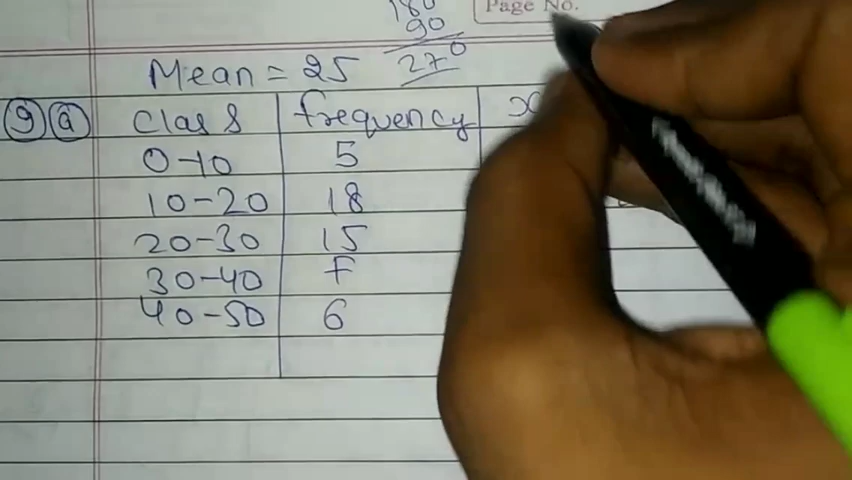 180
Page No.
90
Mean = 25 270
9 a Class frequency x
0-10 5
10-20 18
20-30 15
30-40 F
40-50 6